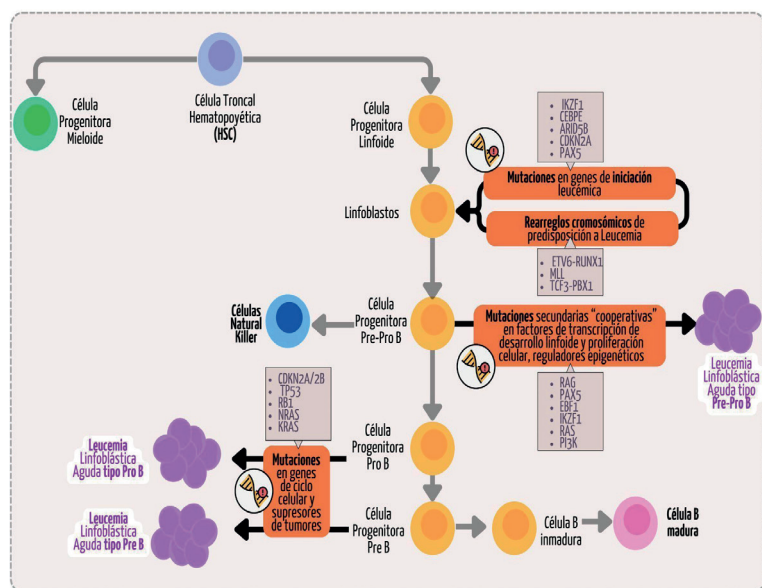 Célula
Progenitora
Mieloide
Célula Troncal
Hematopoyética
(HSC)
Célula
Progenitora
Linfoide
• IKZF1
• CEBPE
• ARID5B
• CDKN2A
• PAX5
Mutaciones en genes de iniciación
leucémica
Linfoblastos
Rearreglos cromosómicos de
predisposición a Leucemia
• ETV6-RUNX1
• MLL
• TCF3-PBX1
Células
Natural
Killer
Célula
Progenitora
Pre-Pro B
Mutaciones secundarias "cooperativas"
en factores de transcripción de
desarrollo linfoide y proliferación
celular, reguladores epigenéticos
Leucemia
Linfoblástica
Aguda tipo
Pre-Pro B
• RAG
• PAX5
• EBF1
• IKZF1
• RAS
• PI3K
• CDKN2A/2B
• TP53
• RB1
• NRAS
• KRAS
Leucemia
Linfoblástica
Aguda tipo Pro B
Mutaciones
en genes
de ciclo
celular y
supresores
de tumores
Célula
Progenitora
Pro B
Leucemia
Linfoblástica
Aguda tipo Pre B
Célula
Progenitora
Pre B
Célula B
inmadura
Célula B
madura